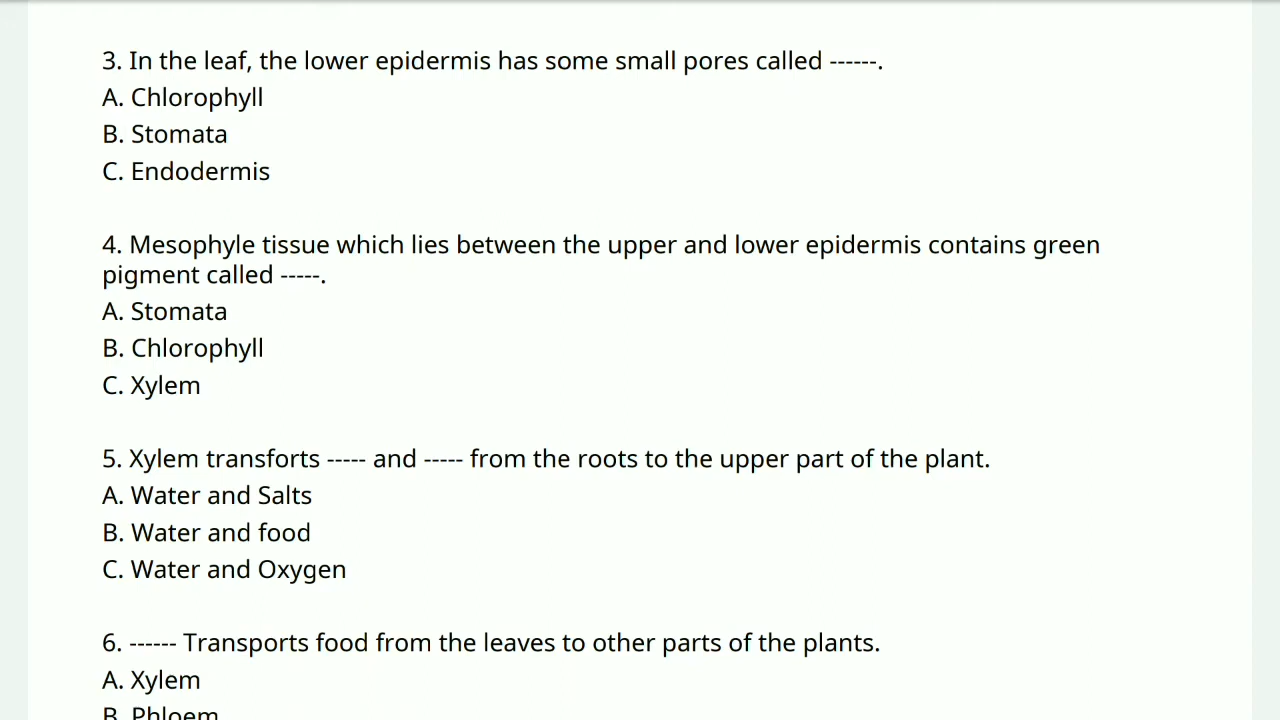 3. In the leaf, the lower epidermis has some small pores called ------.
A. Chlorophyll
B. Stomata
C. Endodermis
4. Mesophyle tissue which lies between the upper and lower epidermis contains green
pigment called -----.
A. Stomata
B. Chlorophyll
C. Xylem
5. Xylem transforts ----- and ----- from the roots to the upper part of the plant.
A. Water and Salts
B. Water and food
C. Water and Oxygen
6. ------ Transports food from the leaves to other parts of the plants.
A. Xylem
B. Phloem